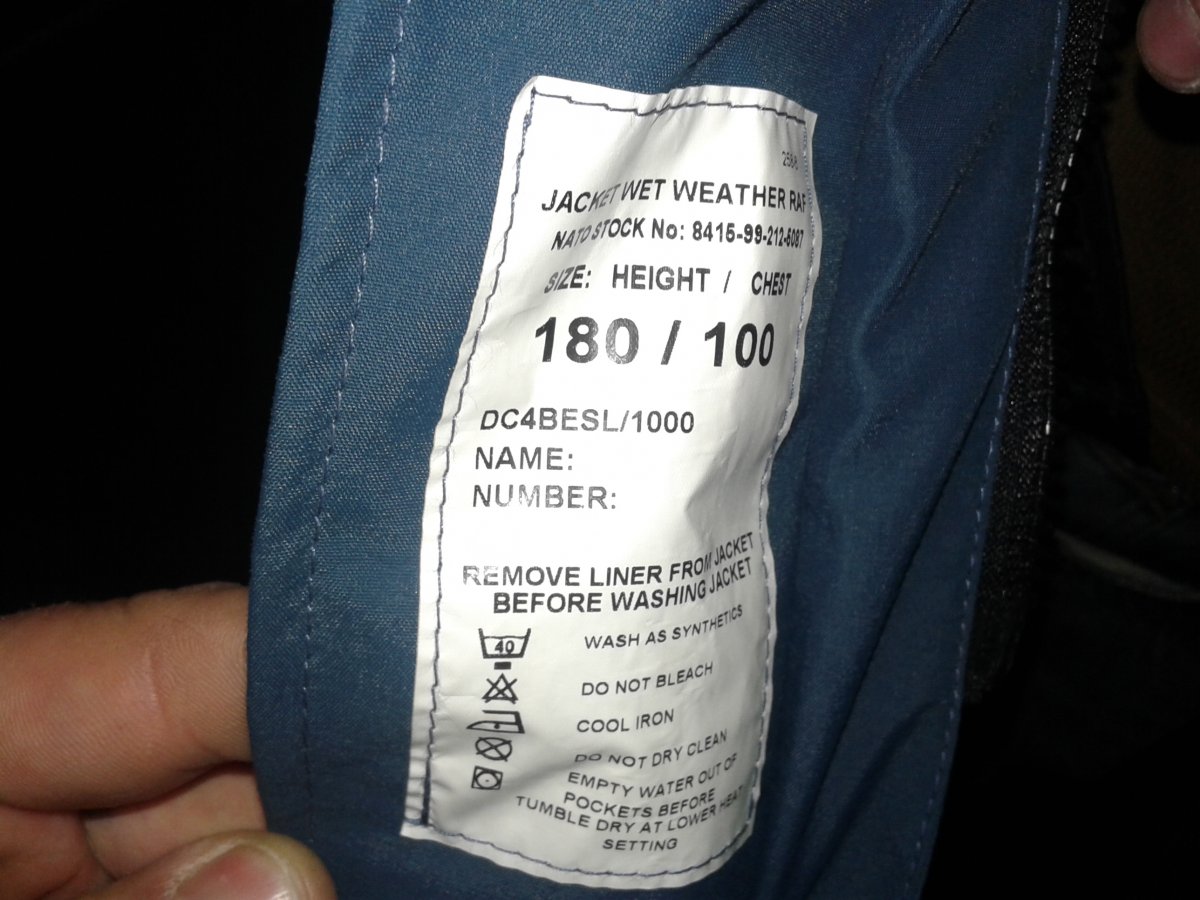 JACKET WET WEATHER RAF
NATO STOCK No: 8415-99-212-6087
SIZE: HEIGHT / CHEST
180 / 100
DC4BESL/1000
NAME:
NUMBER:
REMOVE LINER FROM JACKET
BEFORE WASHING JACKET
40
WASH AS SYNTHETICS
DO NOT BLEACH
COOL IRON
DO NOT DRY CLEAN
EMPTY WATER OUT OF
POCKETS BEFORE
TUMBLE DRY AT LOWER HEAT
SETTING